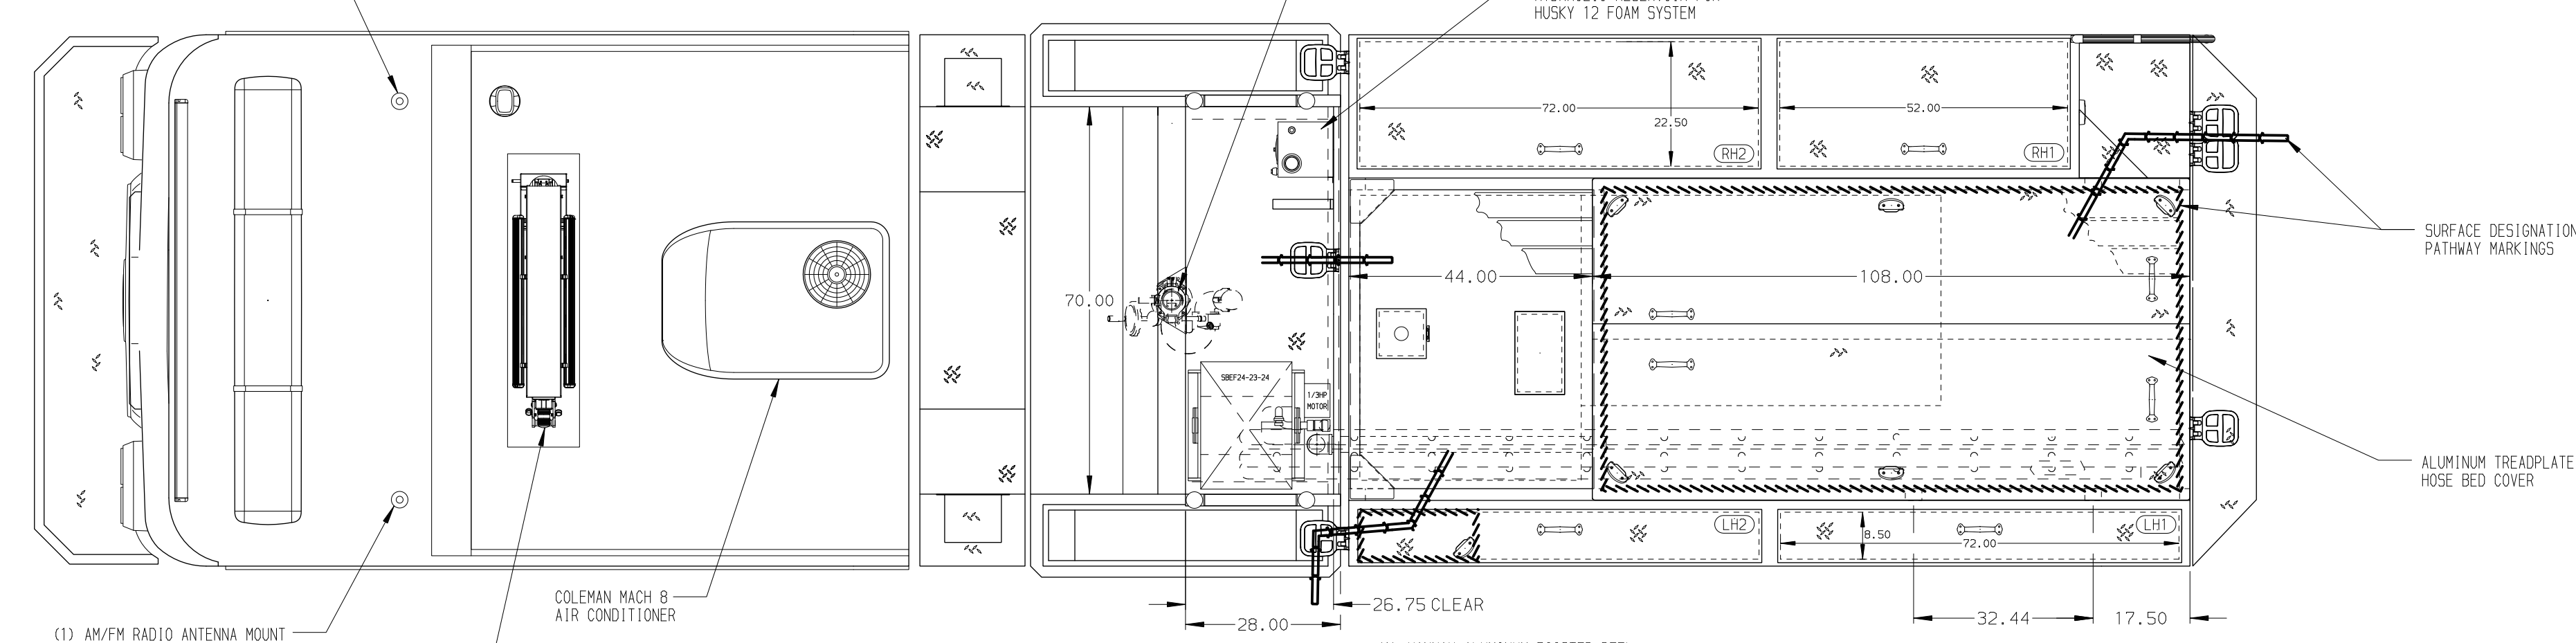 HUSKY 12 FOAM SYSTEM
72.00
22.50
52.00
RH2
RH1
SURFACE DESIGNATION
PATHWAY MARKINGS
44.00
108.00
70.00
SBEF24-23-24
1/3HP
MOTOR
ALUMINUM TREADPLATE
HOSE BED COVER
LH2
LH1
8.50
72.00
COLEMAN MACH 8
AIR CONDITIONER
26.75 CLEAR
28.00
32.44
17.50
(1) AM/FM RADIO ANTENNA MOUNT